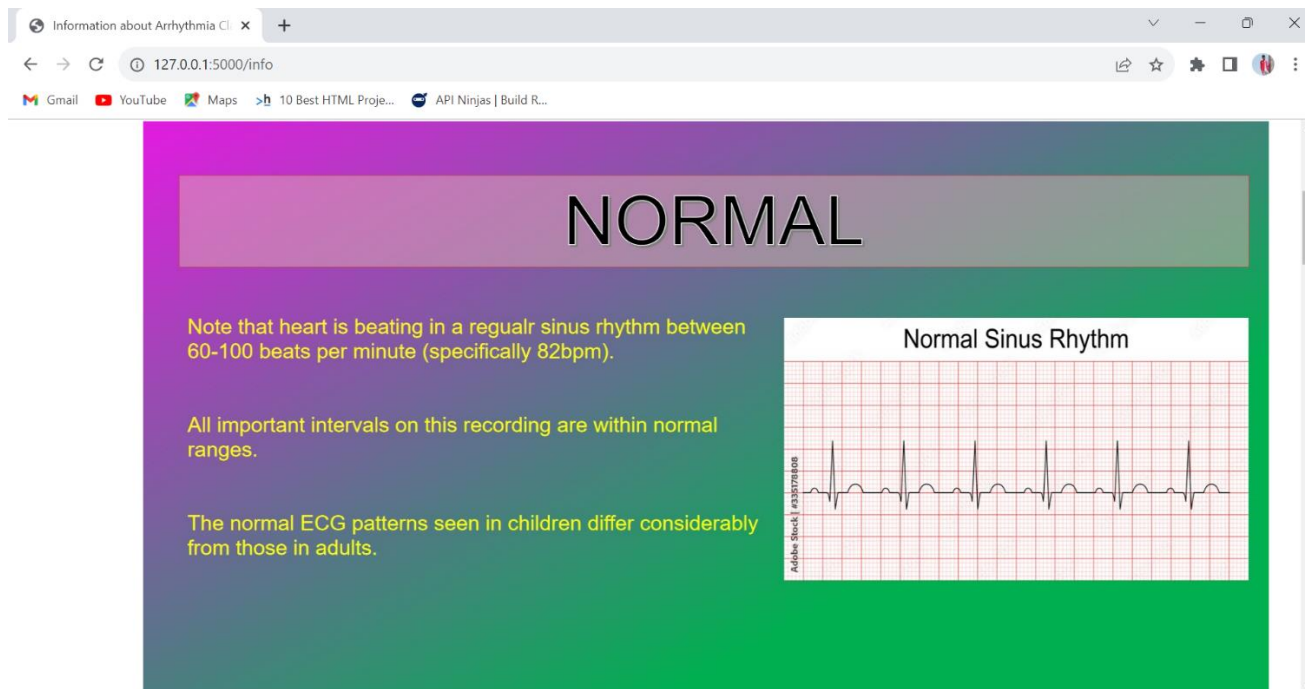 Information about Arrhythmia Cl
127.0.0.1:5000/info
Gmail YouTube Maps >h 10 Best HTML Proje... API Ninjas | Build R...
NORMAL
Note that heart is beating in a regualr sinus rhythm between
60-100 beats per minute (specifically 82bpm).
All important intervals on this recording are within normal
ranges.
The normal ECG patterns seen in children differ considerably
from those in adults.
Normal Sinus Rhythm
Adobe Stock | #335178808